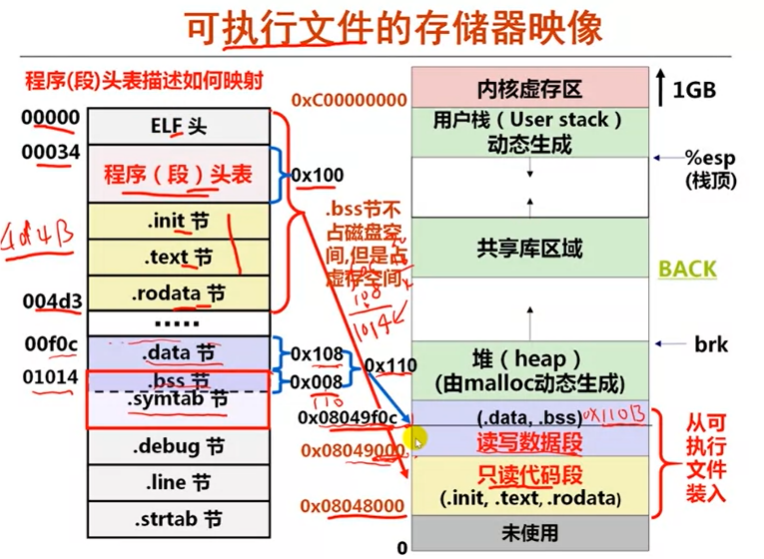 可执行文件的存储器映像
程序(段)头表描述如何映射
00000
ELF 头
00034
程序（段）头表
0x100
.init 节
.text 节
.rodata 节
004d3
4d4B
.....
00f0c
.data 节
0x108
01014
.bss 节
0x008
0x110
110
.symtab 节
.debug 节
.line 节
.strtab 节
.bss节不
占磁盘空
间,但是占
虚存空间
108
1014
0xC00000000
内核虚存区
1GB
用户栈（User stack）
动态生成
%esp
(栈顶)
共享库区域
BACK
brk
堆（heap）
(由malloc动态生成)
0x08049f0c
(.data, .bss)
0x110B
0x08049000
读写数据段
只读代码段
(.init, .text, .rodata)
0x08048000
从可
执行
文件
装入
未使用
0